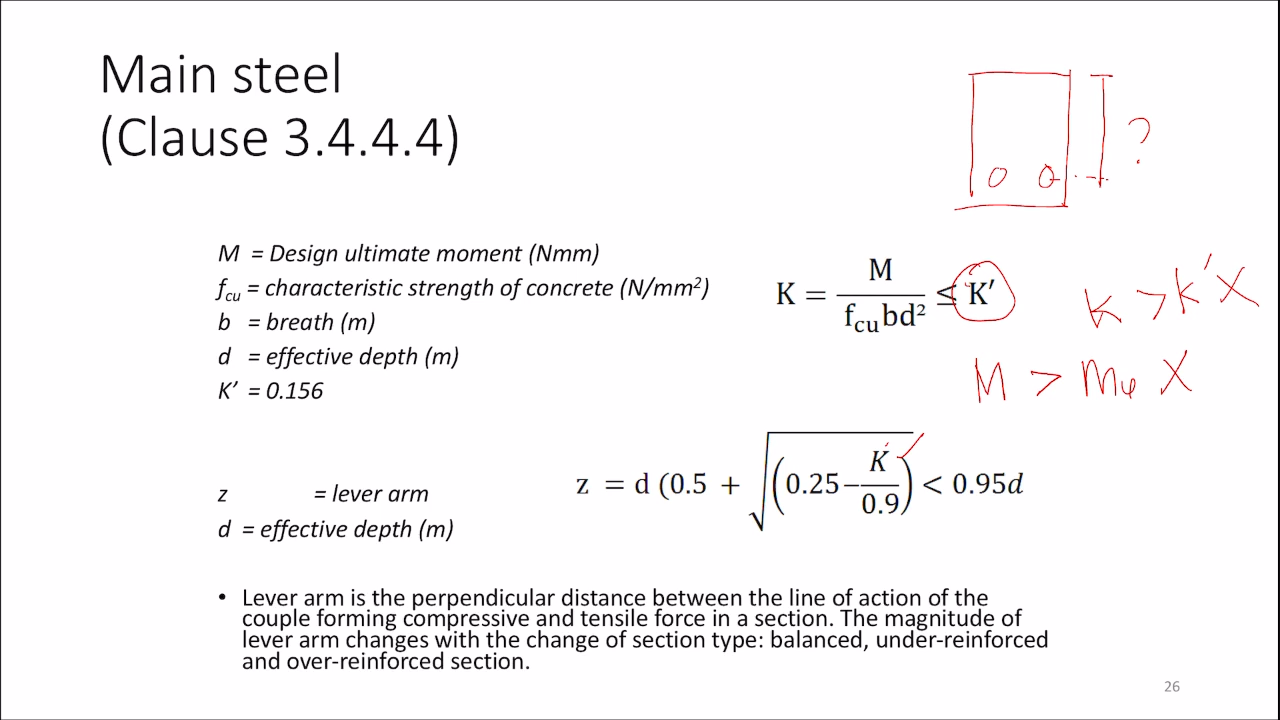 Main steel
(Clause 3.4.4.4)
?
M = Design ultimate moment (Nmm)
f_cu = characteristic strength of concrete (N/mm²)
b = breath (m)
d = effective depth (m)
K′ = 0.156
K = M / f_cu bd² ≤ K′
k > k′ X
M > Mu X
z = lever arm
d = effective depth (m)
z = d (0.5 + √(0.25 − K / 0.9) < 0.95d
• Lever arm is the perpendicular distance between the line of action of the
couple forming compressive and tensile force in a section. The magnitude of
lever arm changes with the change of section type: balanced, under-reinforced
and over-reinforced section.
26